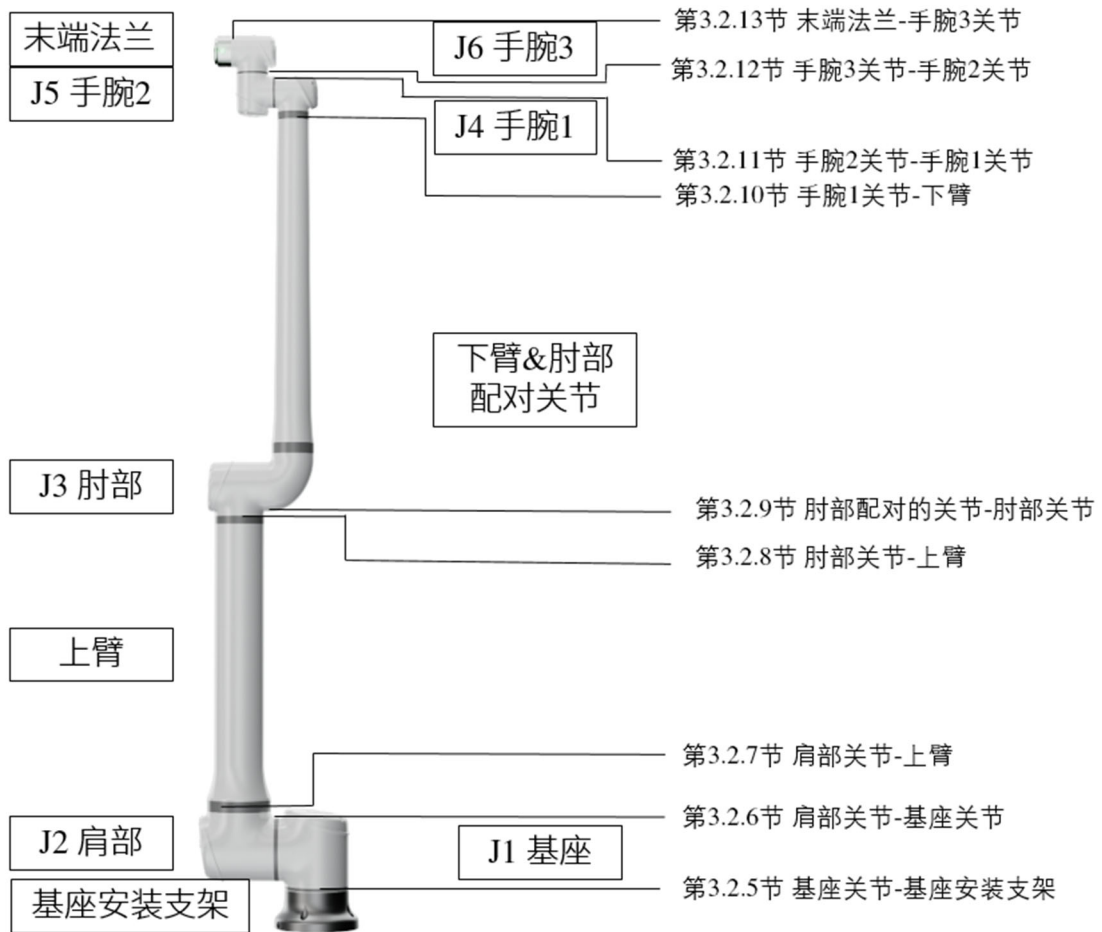 末端法兰
J6 手腕3
第3.2.13节 末端法兰-手腕3关节
第3.2.12节 手腕3关节-手腕2关节
J5 手腕2
J4 手腕1
第3.2.11节 手腕2关节-手腕1关节
第3.2.10节 手腕1关节-下臂
下臂&肘部
配对关节
J3 肘部
第3.2.9节 肘部配对的关节-肘部关节
第3.2.8节 肘部关节-上臂
上臂
第3.2.7节 肩部关节-上臂
第3.2.6节 肩部关节-基座关节
J2 肩部
J1 基座
第3.2.5节 基座关节-基座安装支架
基座安装支架